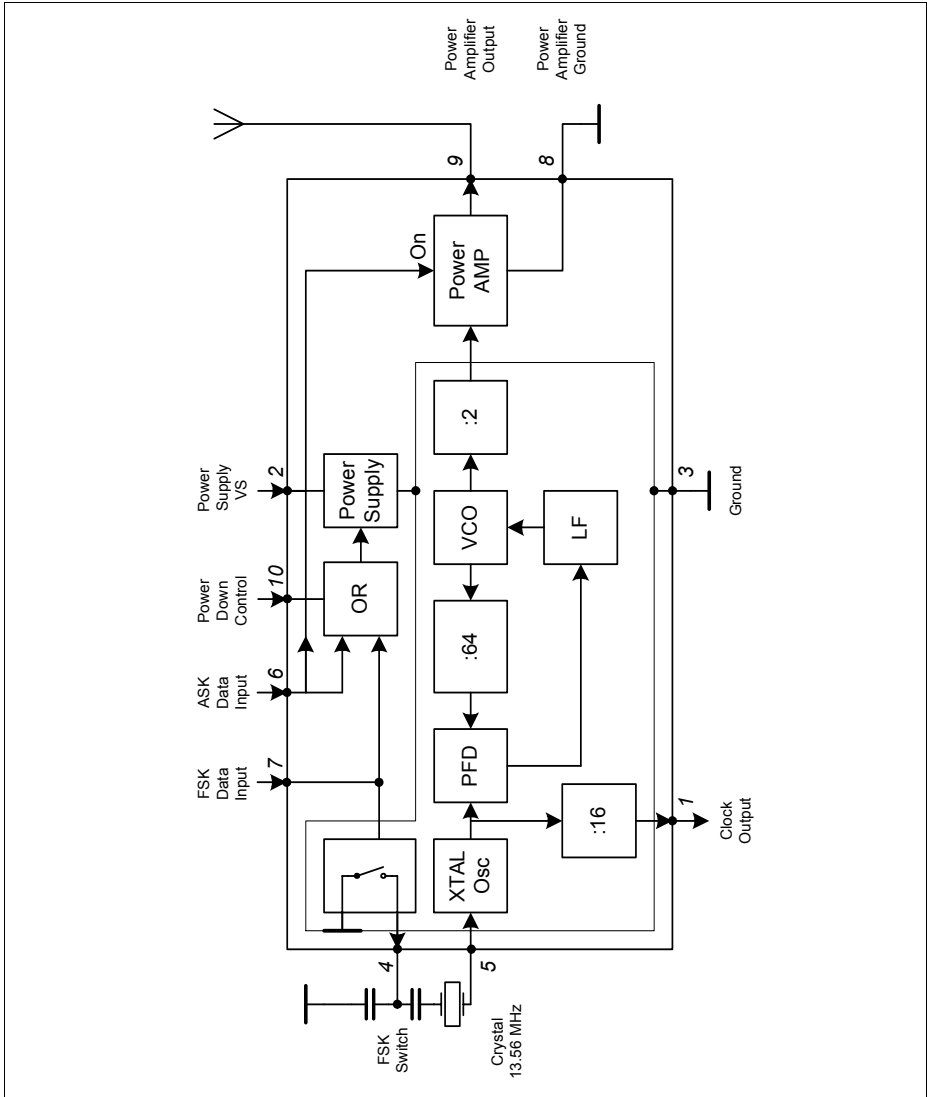 Power
Amplifier
Output
Power
Amplifier
Ground
9
8
On
Power
AMP
:2
Power
Supply
VS
2
Power
Supply
VCO
LF
3
Ground
Power
Down
Control
10
OR
:64
ASK
Data
Input
6
FSK
Data
Input
7
PFD
:16
1
Clock
Output
XTAL
Osc
4
5
FSK
Switch
Crystal
13.56 MHz